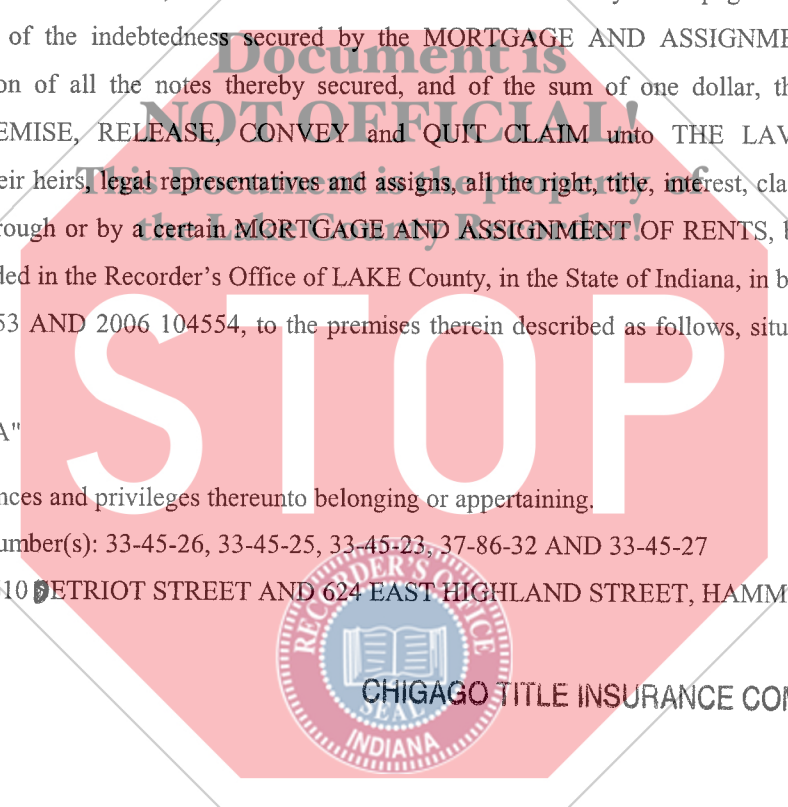 of the indebtedness secured by the MORTGAGE AND ASSIGNME
Document is
on of all the notes thereby secured, and of the sum of one dollar, th
NOT OFFICIAL!
EMISE, RELEASE, CONVEY and QUIT CLAIM unto THE LAV
This Document is the property of
eir heirs, legal representatives and assigns, all the right, title, interest, cla
the Lake County Recorder!
rough or by a certain MORTGAGE AND ASSIGNMENT OF RENTS, b
ded in the Recorder's Office of LAKE County, in the State of Indiana, in b
53 AND 2006 104554, to the premises therein described as follows, situ
STOP
A"
nces and privileges thereunto belonging or appertaining.
umber(s): 33-45-26, 33-45-25, 33-45-23, 37-86-32 AND 33-45-27
10 DETRIOT STREET AND 624 EAST HIGHLAND STREET, HAMM
RECORDER'S OFFICE
SEAL
INDIANA
CHIGAGO TITLE INSURANCE COM